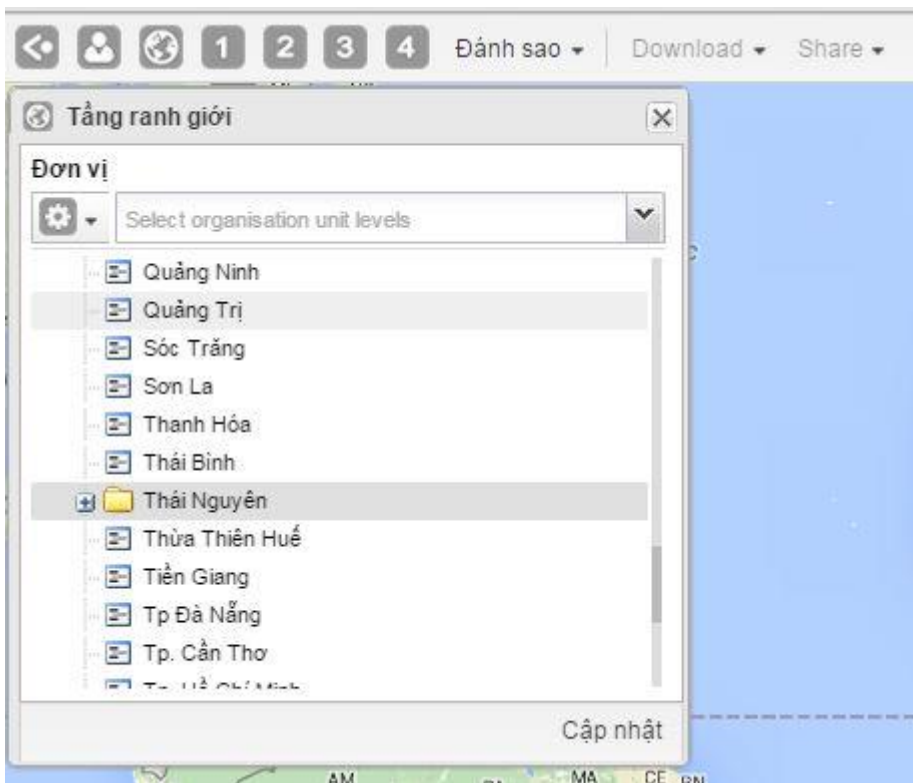 1 2 3 4 Đánh sao Download Share
Tầng ranh giới
Đơn vị
Select organisation unit levels
Quảng Ninh
Quảng Trị
Sóc Trăng
Sơn La
Thanh Hóa
Thái Bình
Thái Nguyên
Thừa Thiên Huế
Tiền Giang
Tp Đà Nẵng
Tp. Cần Thơ
Cập nhật
AM MA CE